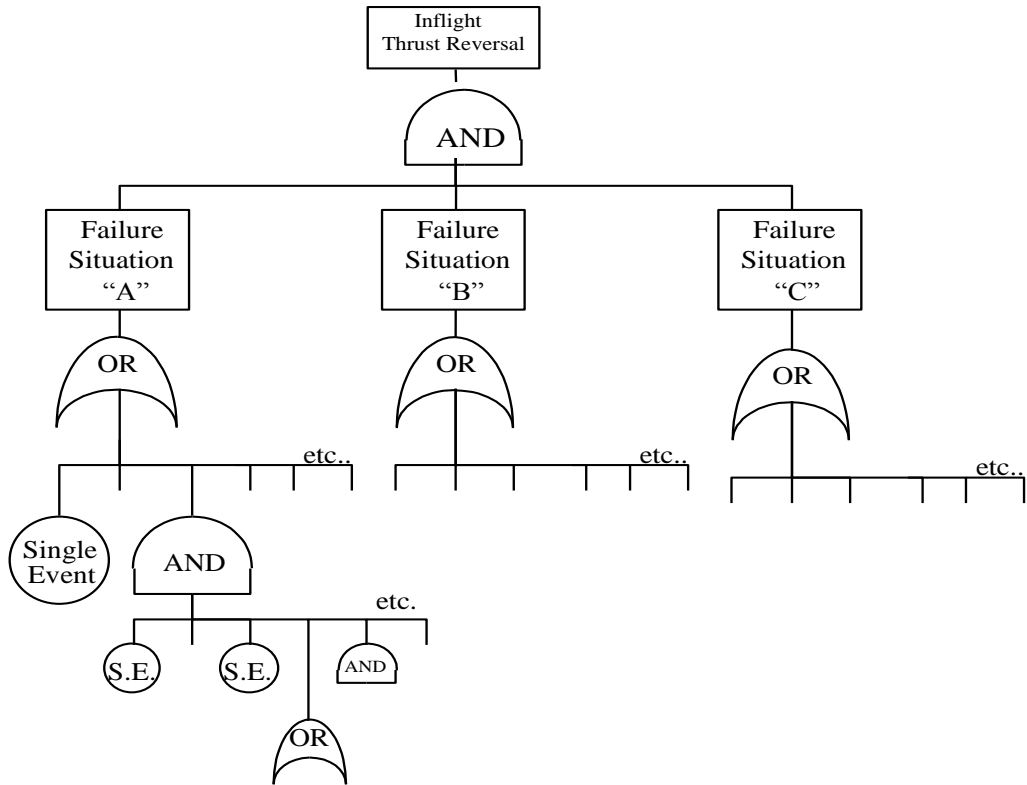 Inflight
Thrust Reversal
AND
Failure
Situation
“A”
Failure
Situation
“B”
Failure
Situation
“C”
OR
OR
OR
etc..
etc..
etc..
Single
Event
AND
etc.
S.E.
S.E.
AND
OR